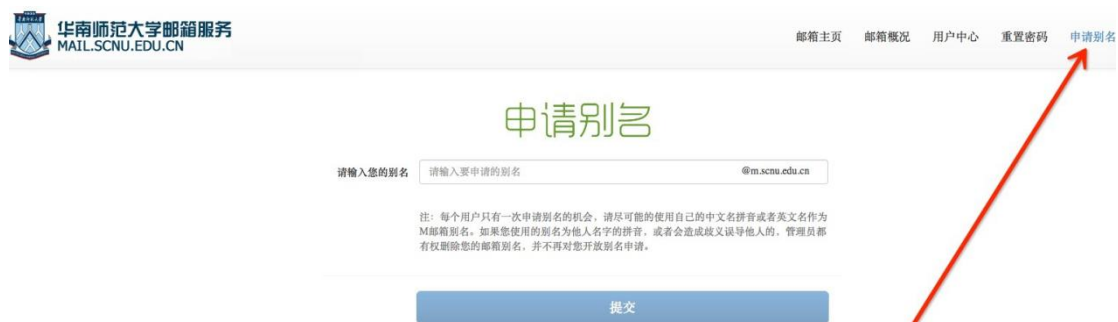 华南师范大学邮箱服务
MAIL.SCNU.EDU.CN
邮箱主页 邮箱概况 用户中心 重置密码 申请别名
申请别名
请输入您的别名 请输入要申请的别名 @m.scnu.edu.cn
注：每个用户只有一次申请别名的机会，请尽可能的使用自己的中文名拼音或者英文名作为
M邮箱别名。如果您使用的别名为他人名字的拼音，或者会造成歧义误导他人的，管理员都
有权删除您的邮箱别名，并不再对您开放别名申请。
提交